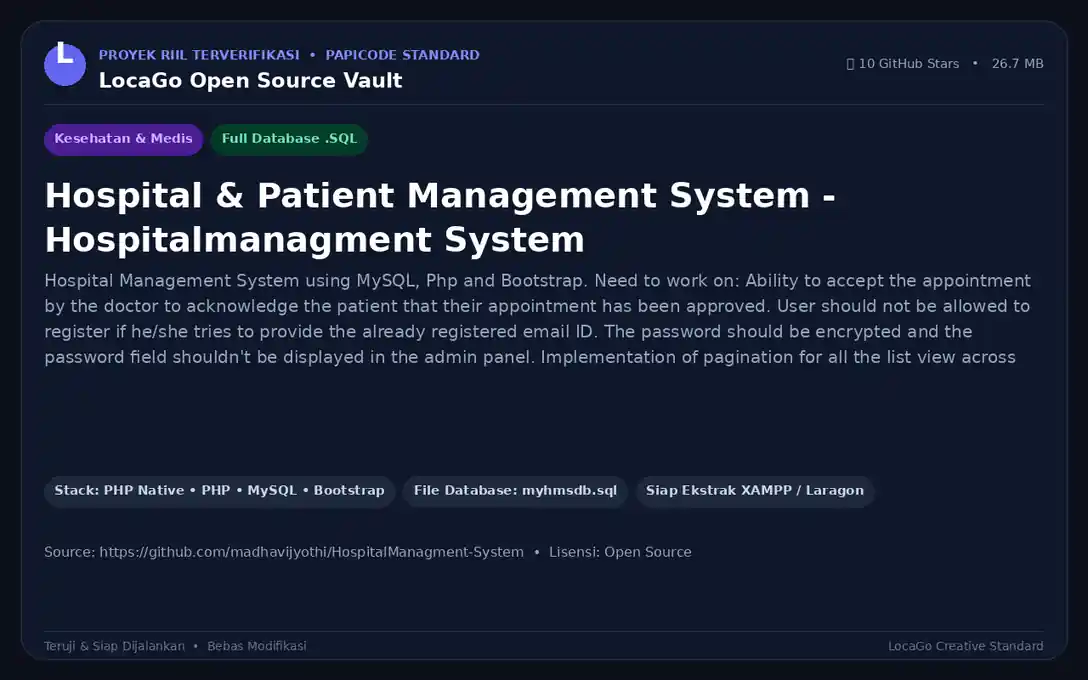 L
PROYEK RIIL TERVERIFIKASI • PAPICODE STANDARD
LocaGo Open Source Vault
10 GitHub Stars • 26.7 MB
Kesehatan & Medis
Full Database .SQL
Hospital & Patient Management System -
Hospitalmanagment System
Hospital Management System using MySQL, Php and Bootstrap. Need to work on: Ability to accept the appointment
by the doctor to acknowledge the patient that their appointment has been approved. User should not be allowed to
register if he/she tries to provide the already registered email ID. The password should be encrypted and the
password field shouldn't be displayed in the admin panel. Implementation of pagination for all the list view across
Stack: PHP Native • PHP • MySQL • Bootstrap
File Database: myhmsdb.sql
Siap Ekstrak XAMPP / Laragon
Source: https://github.com/madhavijyothi/HospitalManagment-System • Lisensi: Open Source
Teruji & Siap Dijalankan • Bebas Modifikasi
LocaGo Creative Standard